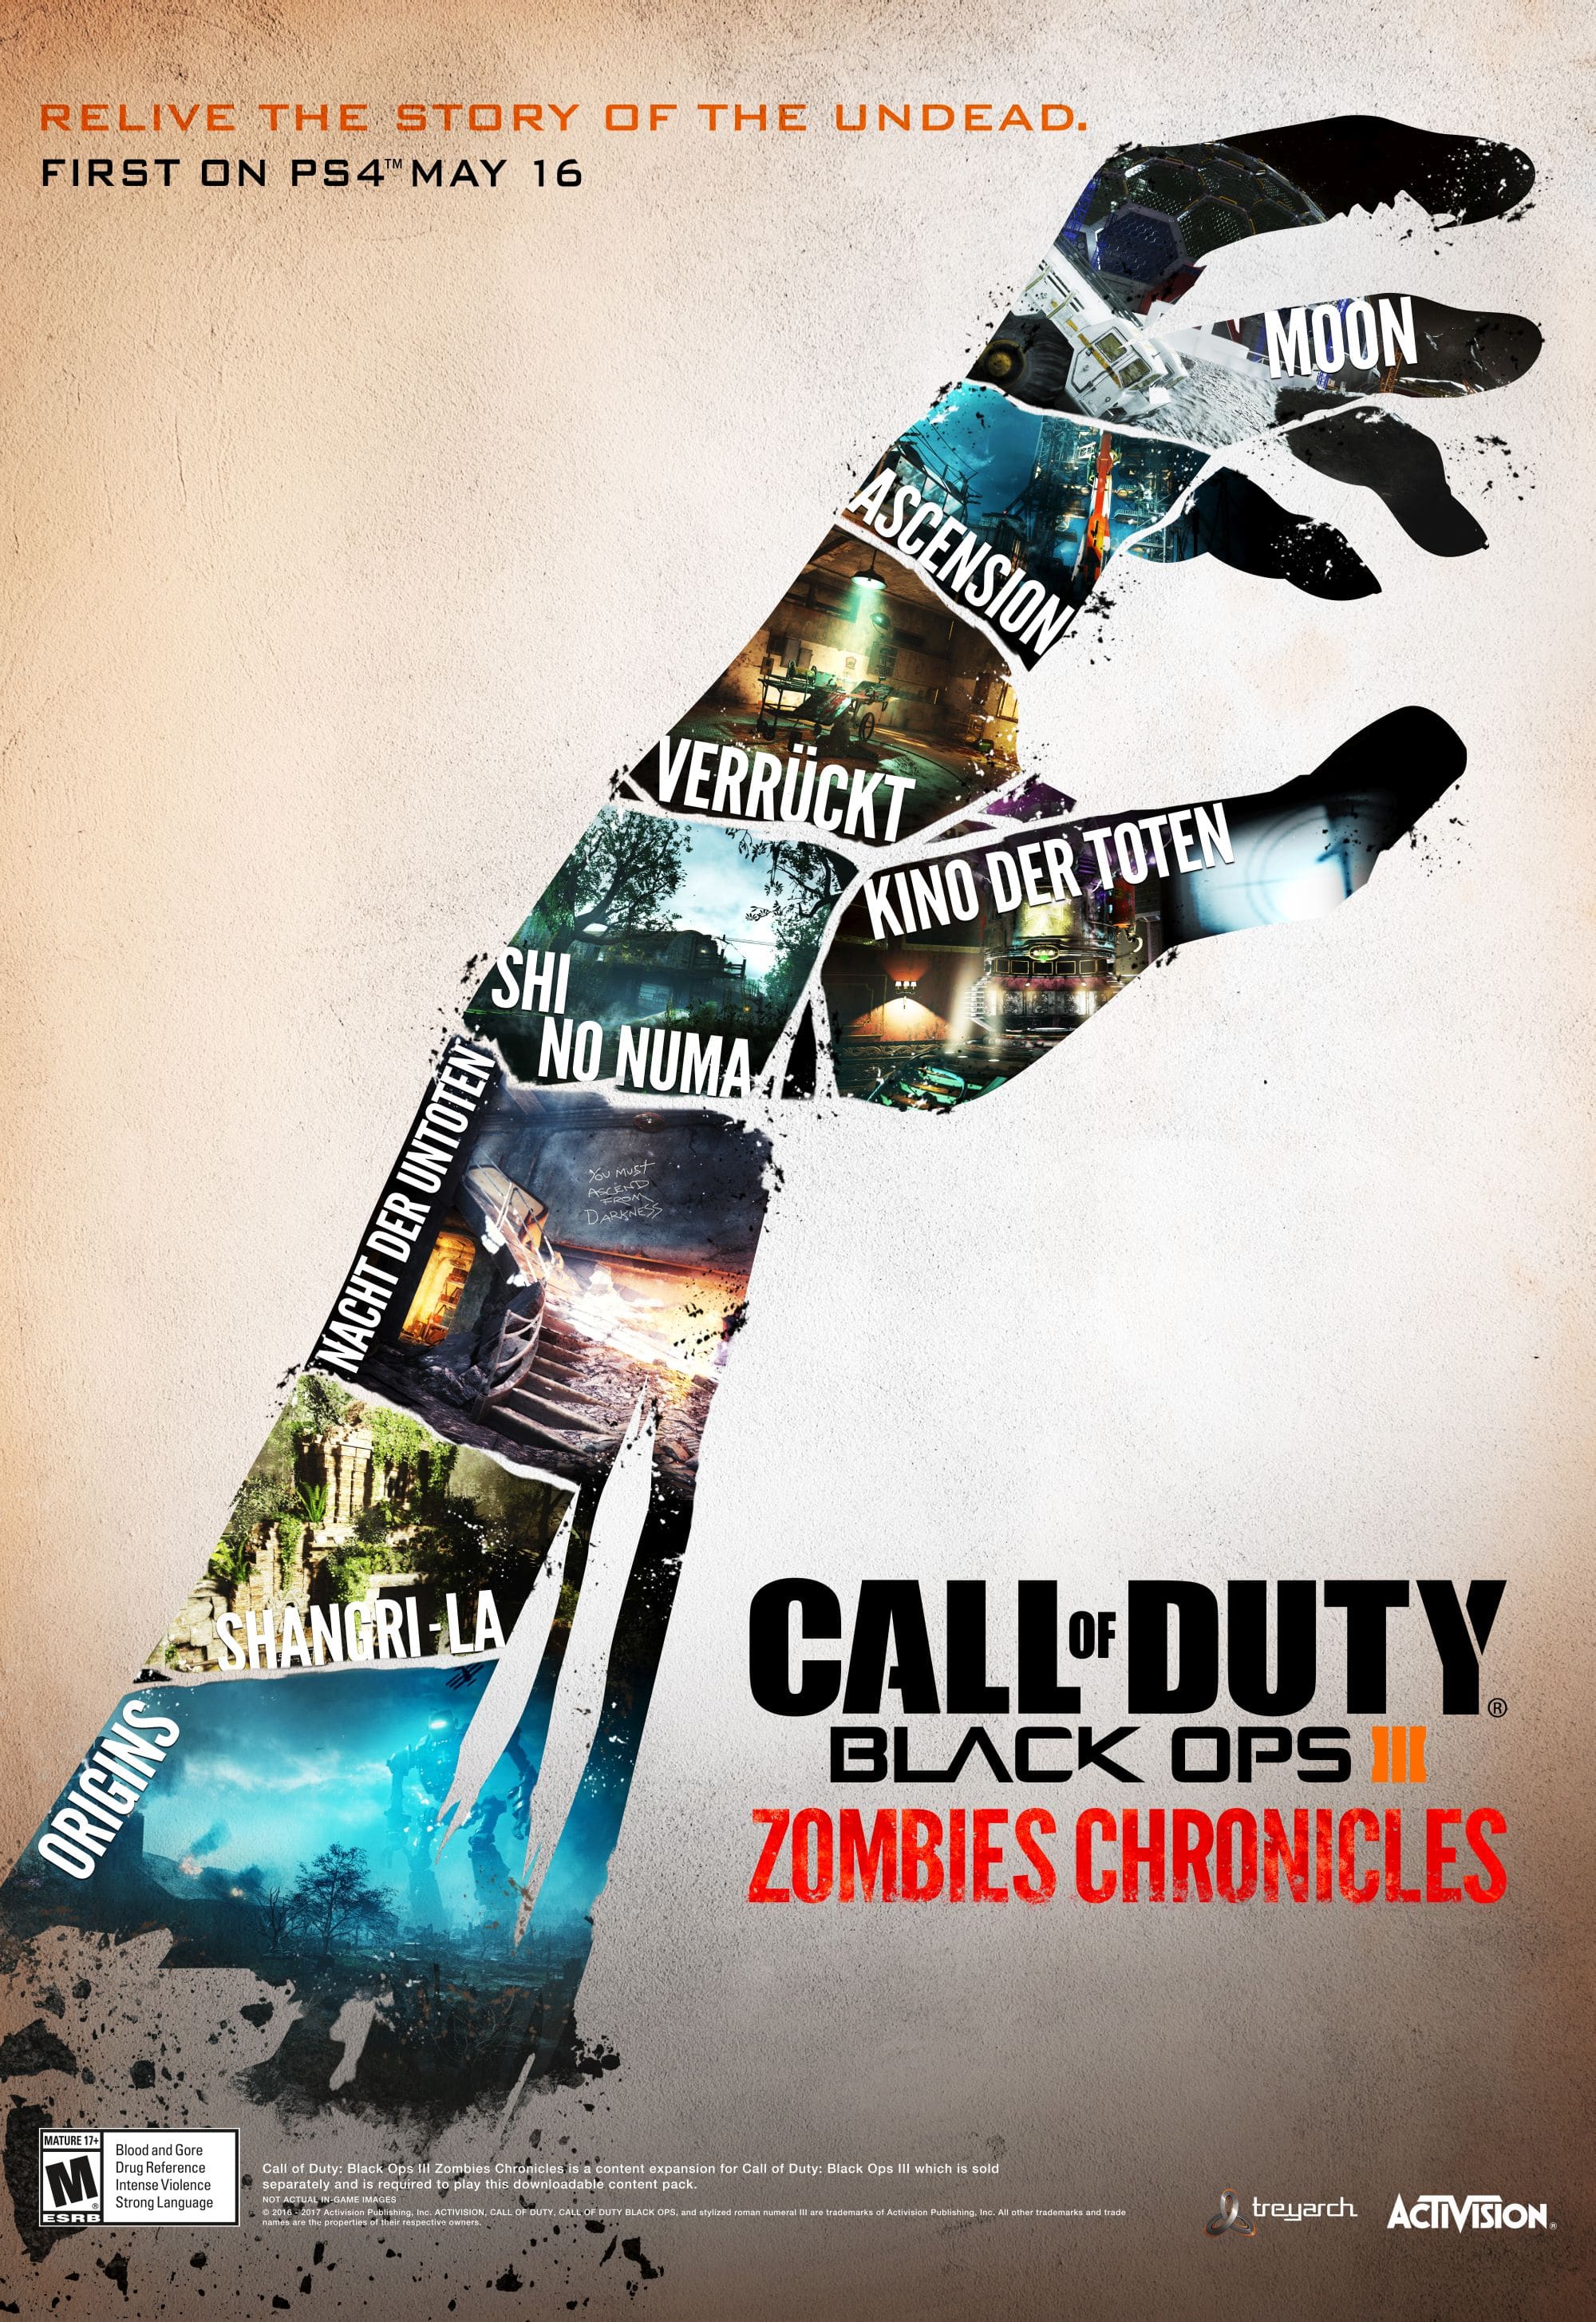 RELIVE THE STORY OF THE UNDEAD.
FIRST ON PS4™ MAY 16
MOON
ASCENSION
VERRÜCKT
KINO DER TOTEN
SHI
NO NUMA
NACHT DER UNTOTEN
YOU MUST
ASCEND
FROM
DARKNESS
SHANGRI-LA
ORIGINS
CALL OF DUTY®
BLACK OPS III
ZOMBIES CHRONICLES
MATURE 17+
M®
ESRB
Blood and Gore
Drug Reference
Intense Violence
Strong Language
Call of Duty: Black Ops III Zombies Chronicles is a content expansion for Call of Duty: Black Ops III which is sold
separately and is required to play this downloadable content pack.
NOT ACTUAL IN-GAME IMAGES
© 2016 - 2017 Activision Publishing, Inc. ACTIVISION, CALL OF DUTY, CALL OF DUTY BLACK OPS, and stylized roman numeral III are trademarks of Activision Publishing, Inc. All other trademarks and trade
names are the properties of their respective owners.
treyarch
ACTIVISION®